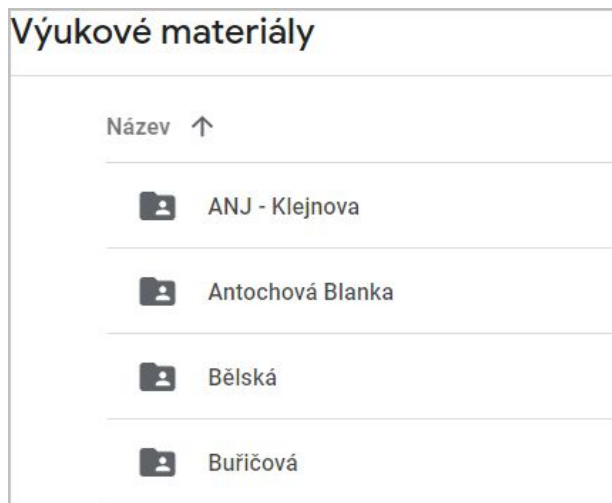 Výukové materiály
Název
ANJ - Klejnova
Antochová Blanka
Bělská
Buřičová